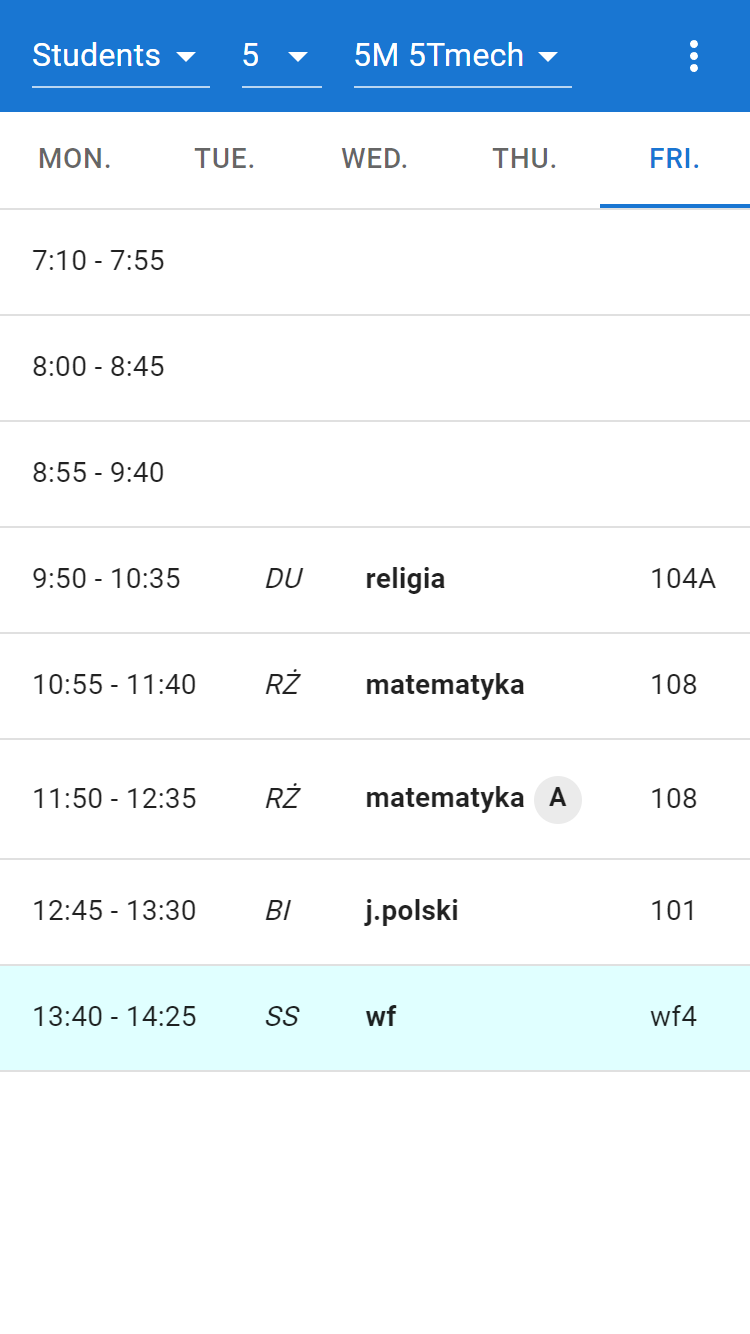 Students 5 5M 5Tmech
MON. TUE. WED. THU. FRI.
7:10 - 7:55
8:00 - 8:45
8:55 - 9:40
9:50 - 10:35 DU religia 104A
10:55 - 11:40 RŻ matematyka 108
11:50 - 12:35 RŻ matematyka A 108
12:45 - 13:30 BI j.polski 101
13:40 - 14:25 SS wf wf4